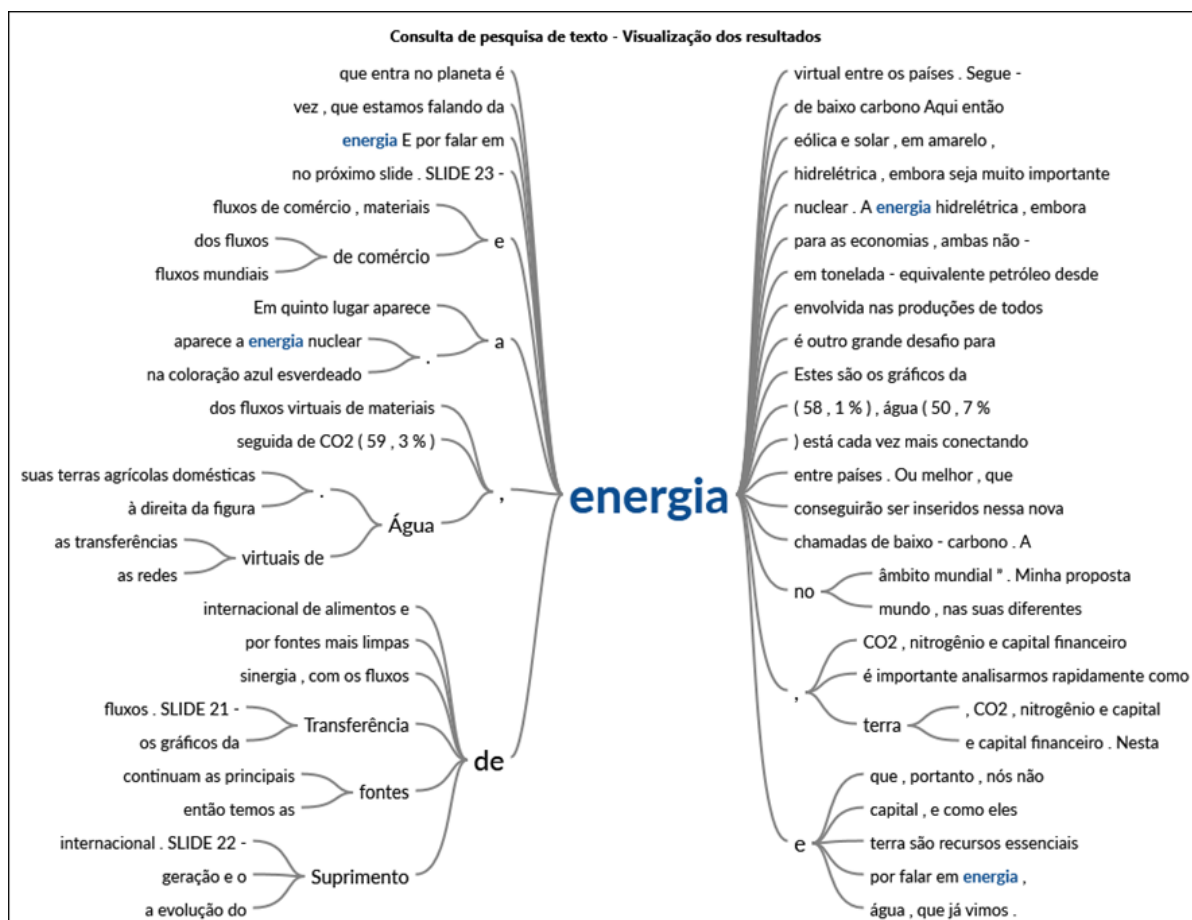 Consulta de pesquisa de texto - Visualização dos resultados
que entra no planeta é
vez , que estamos falando da
energia E por falar em
no próximo slide . SLIDE 23 -
fluxos de comércio , materiais
e
dos fluxos
de comércio
fluxos mundiais
Em quinto lugar aparece
a
aparece a energia nuclear
.
na coloração azul esverdeado
dos fluxos virtuais de materiais
seguida de CO2 ( 59 , 3 % )
,
suas terras agrícolas domésticas
.
à direita da figura
Água
as transferências
virtuais de
as redes
internacional de alimentos e
por fontes mais limpas
sinergia , com os fluxos
fluxos . SLIDE 21 -
Transferência
os gráficos da
de
continuam as principais
fontes
então temos as
internacional . SLIDE 22 -
geração e o
Suprimento
a evolução do
energia
virtual entre os países . Segue -
de baixo carbono Aqui então
eólica e solar , em amarelo ,
hidrelétrica , embora seja muito importante
nuclear . A energia hidrelétrica , embora
para as economias , ambas não -
em tonelada - equivalente petróleo desde
envolvida nas produções de todos
é outro grande desafio para
Estes são os gráficos da
( 58 , 1 % ) , água ( 50 , 7 %
) está cada vez mais conectando
entre países . Ou melhor , que
conseguirão ser inseridos nessa nova
chamadas de baixo - carbono . A
no
âmbito mundial " . Minha proposta
mundo , nas suas diferentes
,
CO2 , nitrogênio e capital financeiro
é importante analisarmos rapidamente como
terra
, CO2 , nitrogênio e capital
e capital financeiro . Nesta
e
que , portanto , nós não
capital , e como eles
terra são recursos essenciais
por falar em energia ,
água , que já vimos .